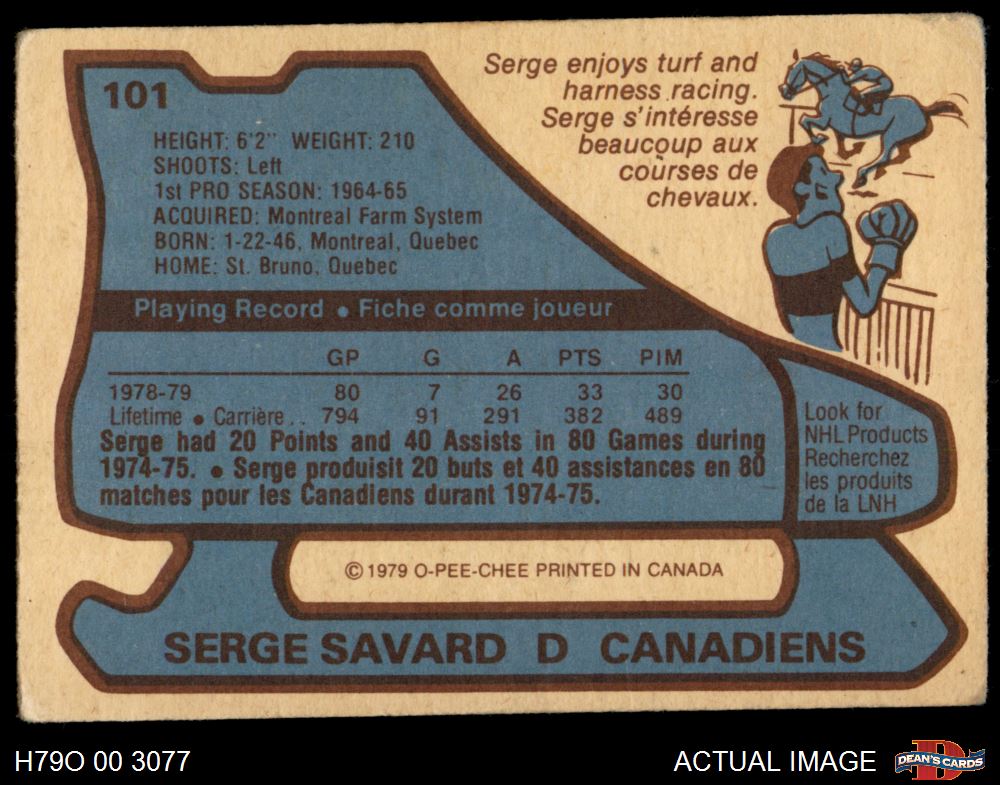 101
Serge enjoys turf and
harness racing.
Serge s'intéresse
beaucoup aux
courses de
chevaux.
HEIGHT: 6'2" WEIGHT: 210
SHOOTS: Left
1st PRO SEASON: 1964-65
ACQUIRED: Montreal Farm System
BORN: 1-22-46, Montreal, Quebec
HOME: St. Bruno, Quebec
Playing Record • Fiche comme joueur
GP G A PTS PIM
1978-79 80 7 26 33 30
Lifetime • Carrière .. 794 91 291 382 489
Serge had 20 Points and 40 Assists in 80 Games during
1974-75. • Serge produisit 20 buts et 40 assistances en 80
matches pour les Canadiens durant 1974-75.
Look for
NHL Products
Recherchez
les produits
de la LNH
© 1979 O-PEE-CHEE PRINTED IN CANADA
SERGE SAVARD D CANADIENS
H79O 00 3077
ACTUAL IMAGE
DEAN'S CARDS